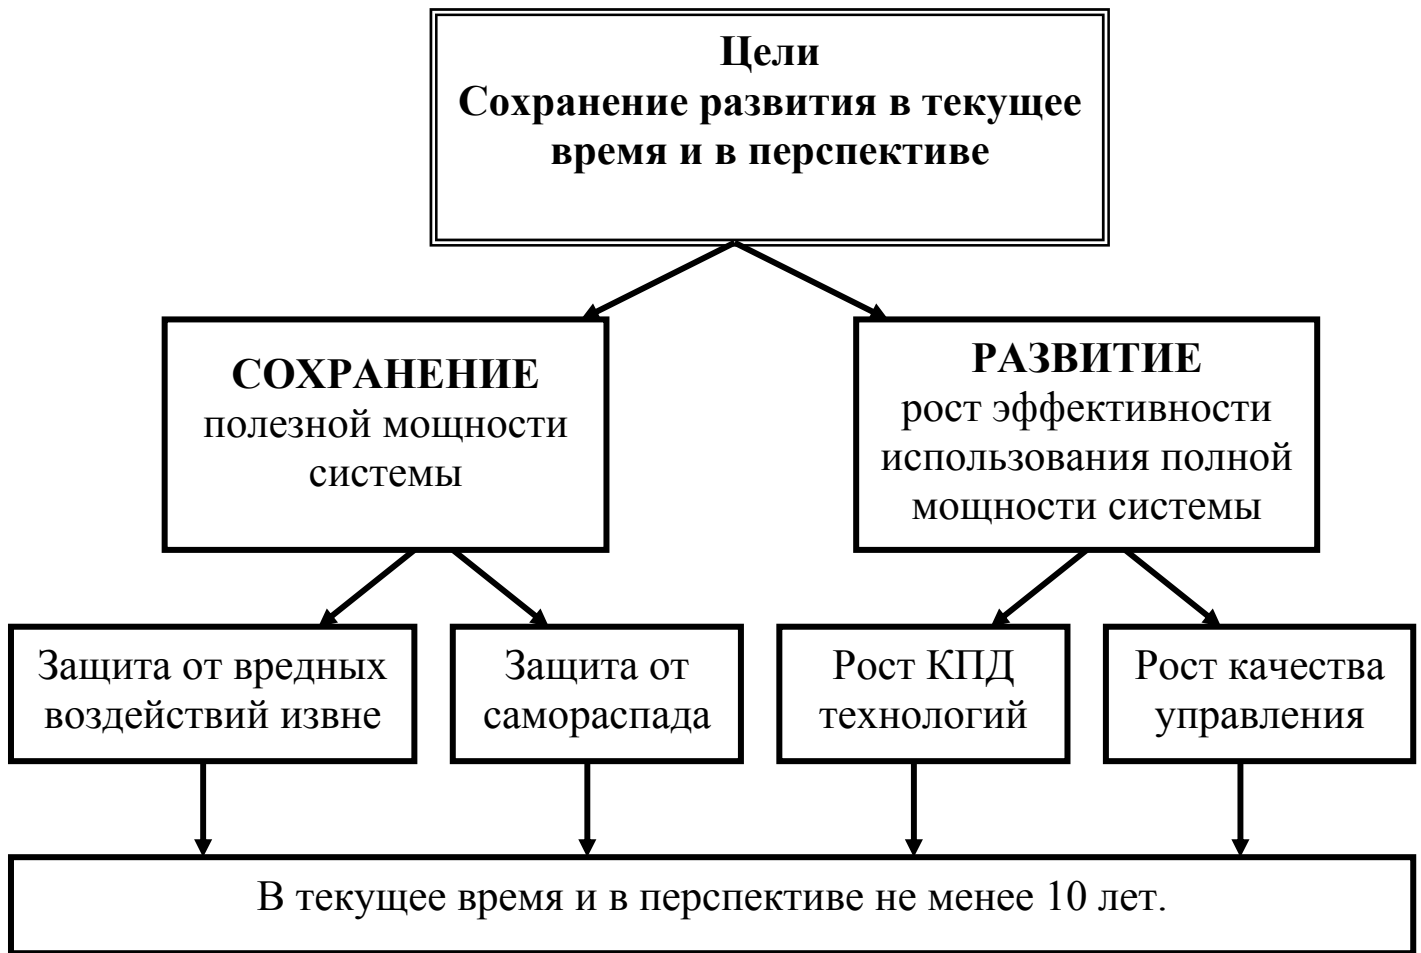 Цели
Сохранение развития в текущее
время и в перспективе
СОХРАНЕНИЕ
полезной мощности
системы
РАЗВИТИЕ
рост эффективности
использования полной
мощности системы
Защита от вредных
воздействий извне
Защита от
самораспада
Рост КПД
технологий
Рост качества
управления
В текущее время и в перспективе не менее 10 лет.